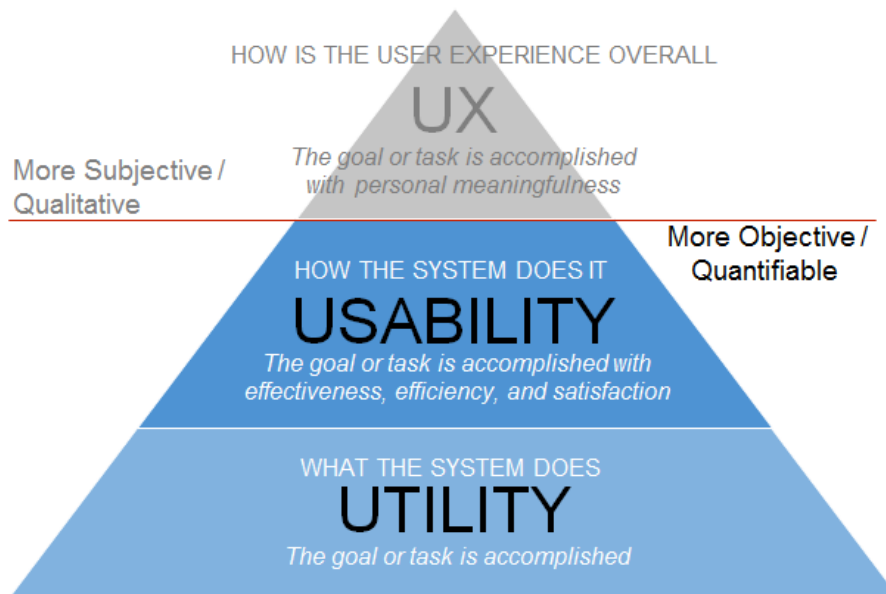 HOW IS THE USER EXPERIENCE OVERALL
UX
The goal or task is accomplished
with personal meaningfulness
More Subjective /
Qualitative
More Objective /
Quantifiable
HOW THE SYSTEM DOES IT
USABILITY
The goal or task is accomplished with
effectiveness, efficiency, and satisfaction
WHAT THE SYSTEM DOES
UTILITY
The goal or task is accomplished